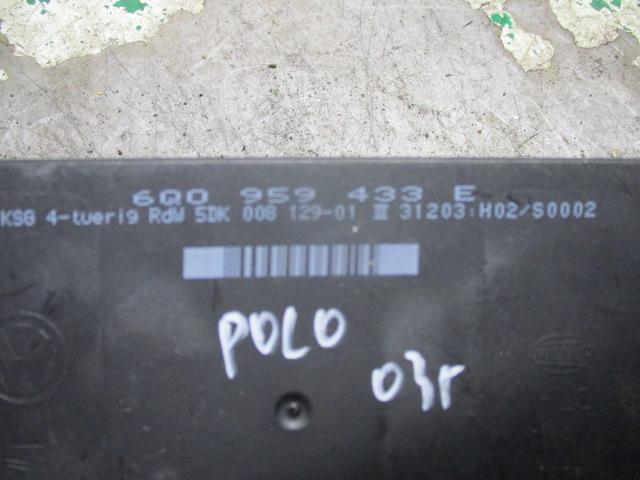 6Q0 959 433 E
KSG 4-tuerig RdW 5DK 008 129-01 III 31203:H02/S0002
POLO
03r